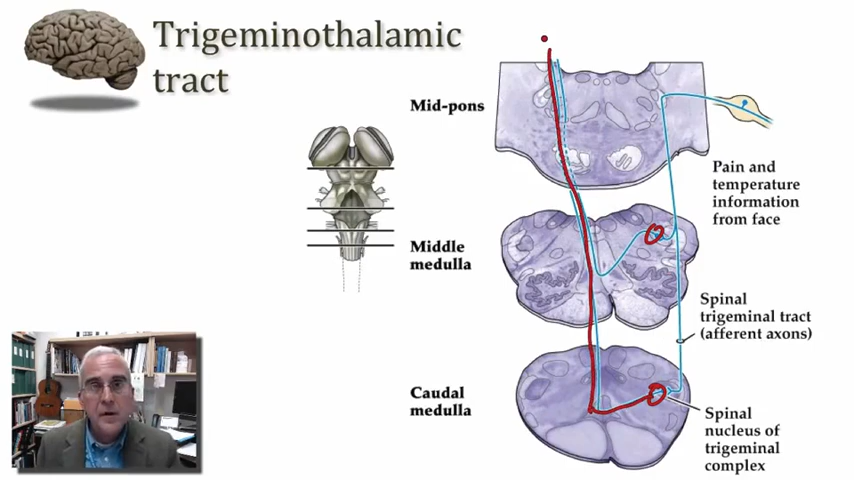 Trigeminothalamic
tract
Mid-pons
Pain and
temperature
information
from face
Middle
medulla
Spinal
trigeminal tract
(afferent axons)
Caudal
medulla
Spinal
nucleus of
trigeminal
complex